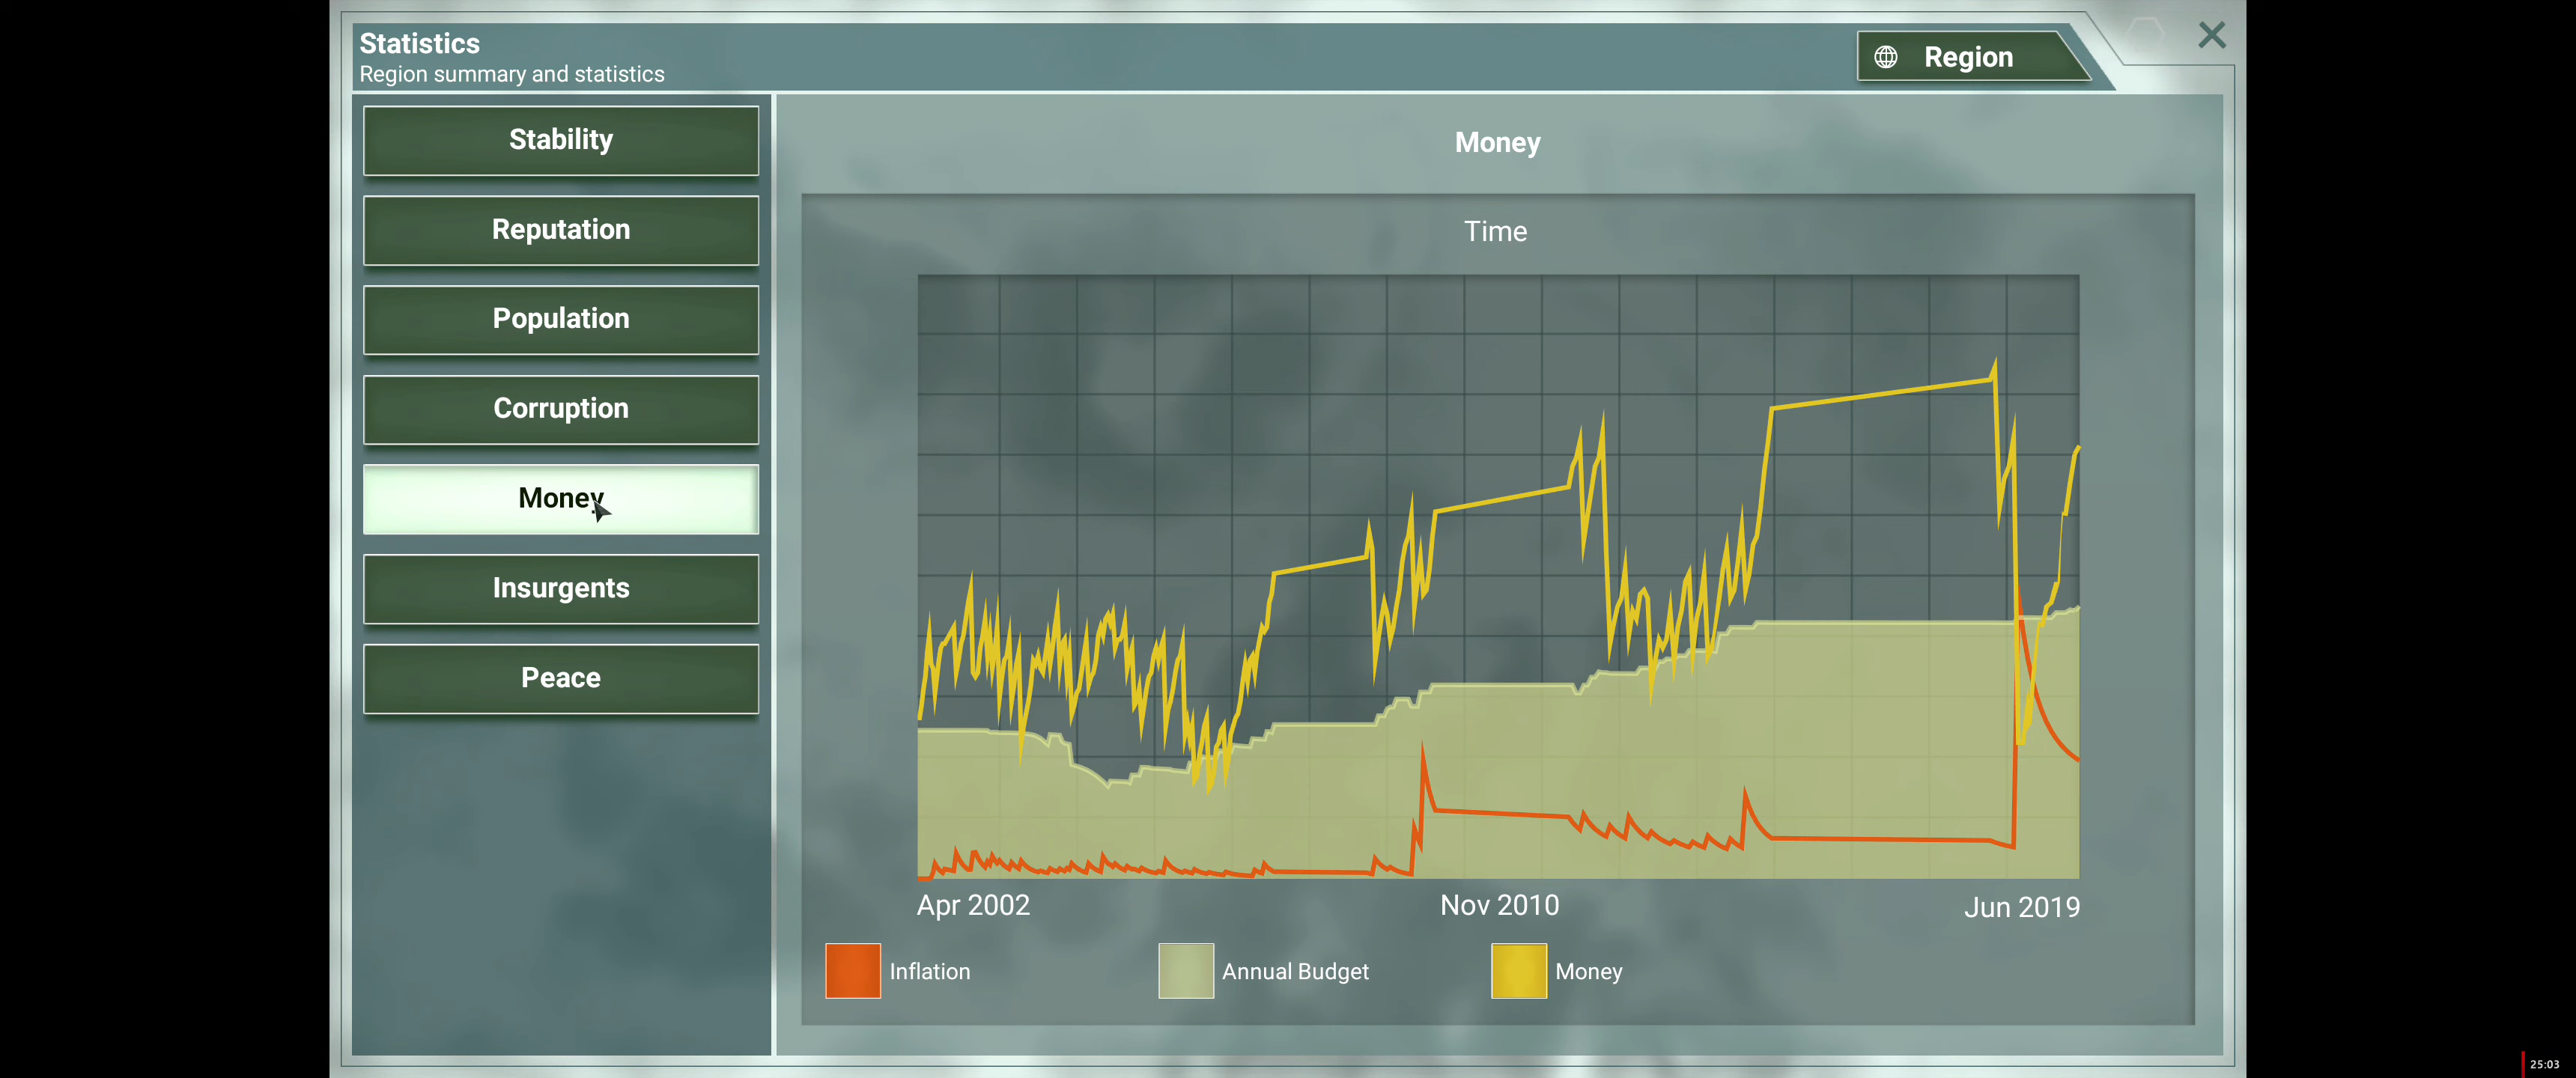 Statistics
Region summary and statistics
Region
Stability
Reputation
Population
Corruption
Money
Insurgents
Peace
Money
Time
Apr 2002
Nov 2010
Jun 2019
Inflation
Annual Budget
Money
25:03